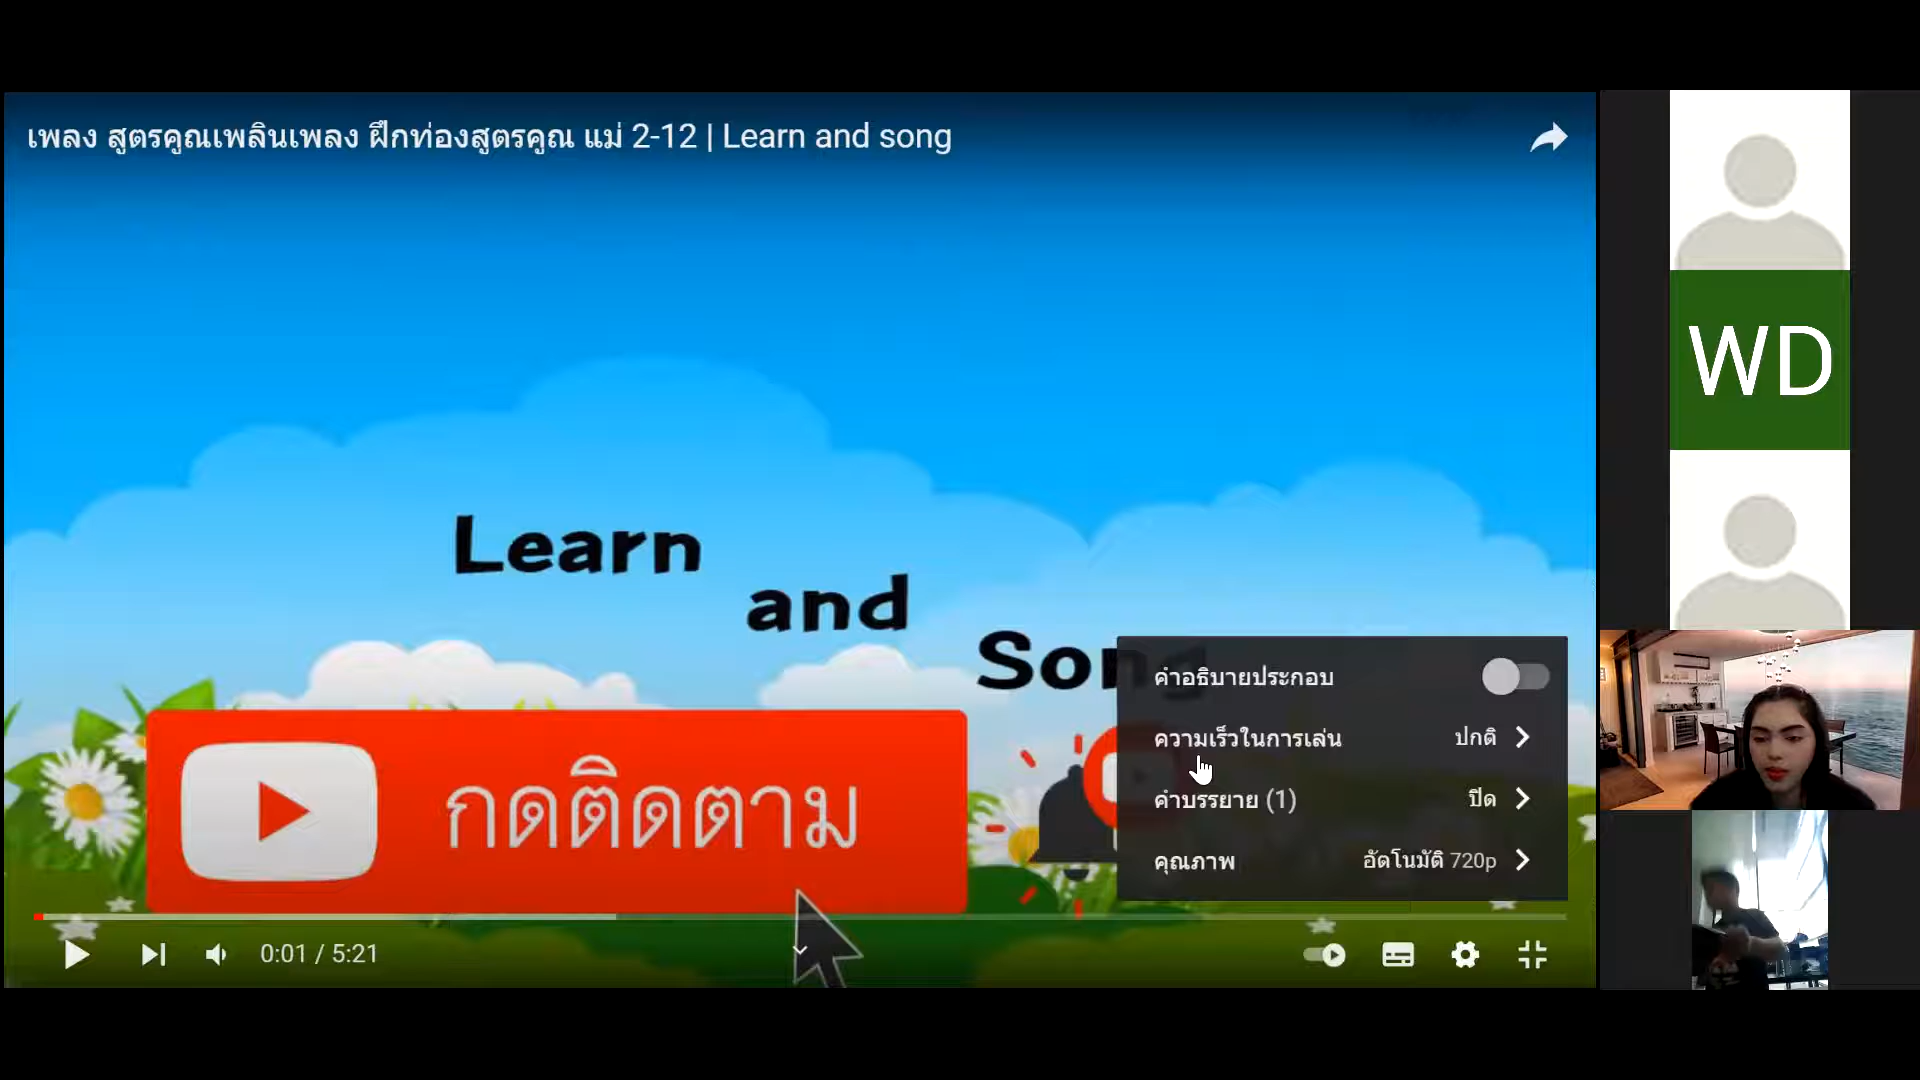 เพลง สูตรคูณเพลินเพลง ฝึกท่องสูตรคูณ แม่ 2-12 | Learn and song
WD
Learn
and
Song
คำอธิบายประกอบ
ความเร็วในการเล่น ปกติ
คำบรรยาย (1) ปิด
คุณภาพ อัตโนมัติ 720p
กดติดตาม
0:01 / 5:21